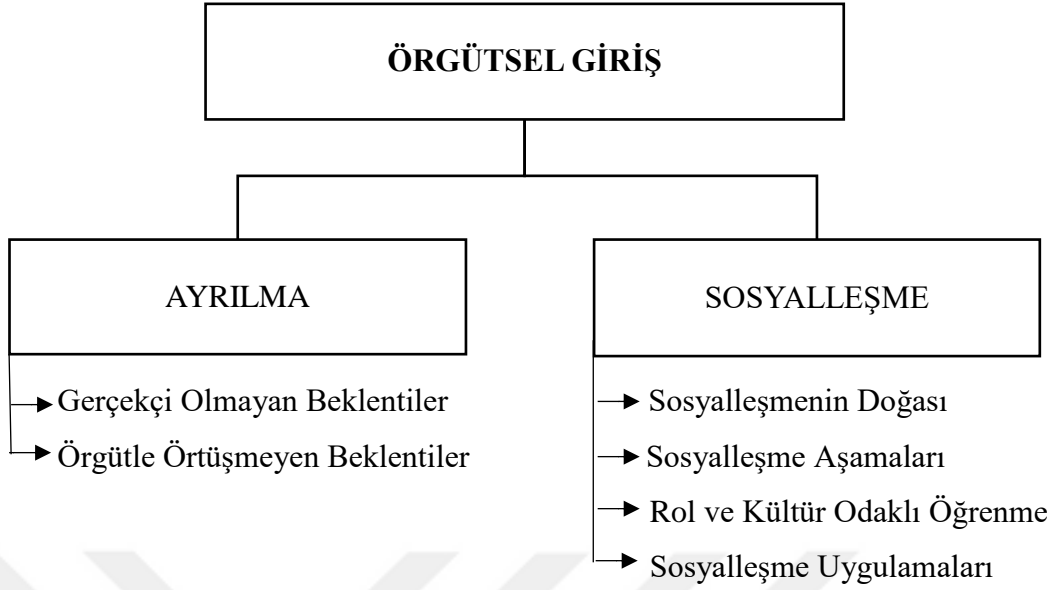 ÖRGÜTSEL GİRİŞ
AYRILMA
Gerçekçi Olmayan Beklentiler
Örgütle Örtüşmeyen Beklentiler
SOSYALLEŞME
Sosyalleşmenin Doğası
Sosyalleşme Aşamaları
Rol ve Kültür Odaklı Öğrenme
Sosyalleşme Uygulamaları